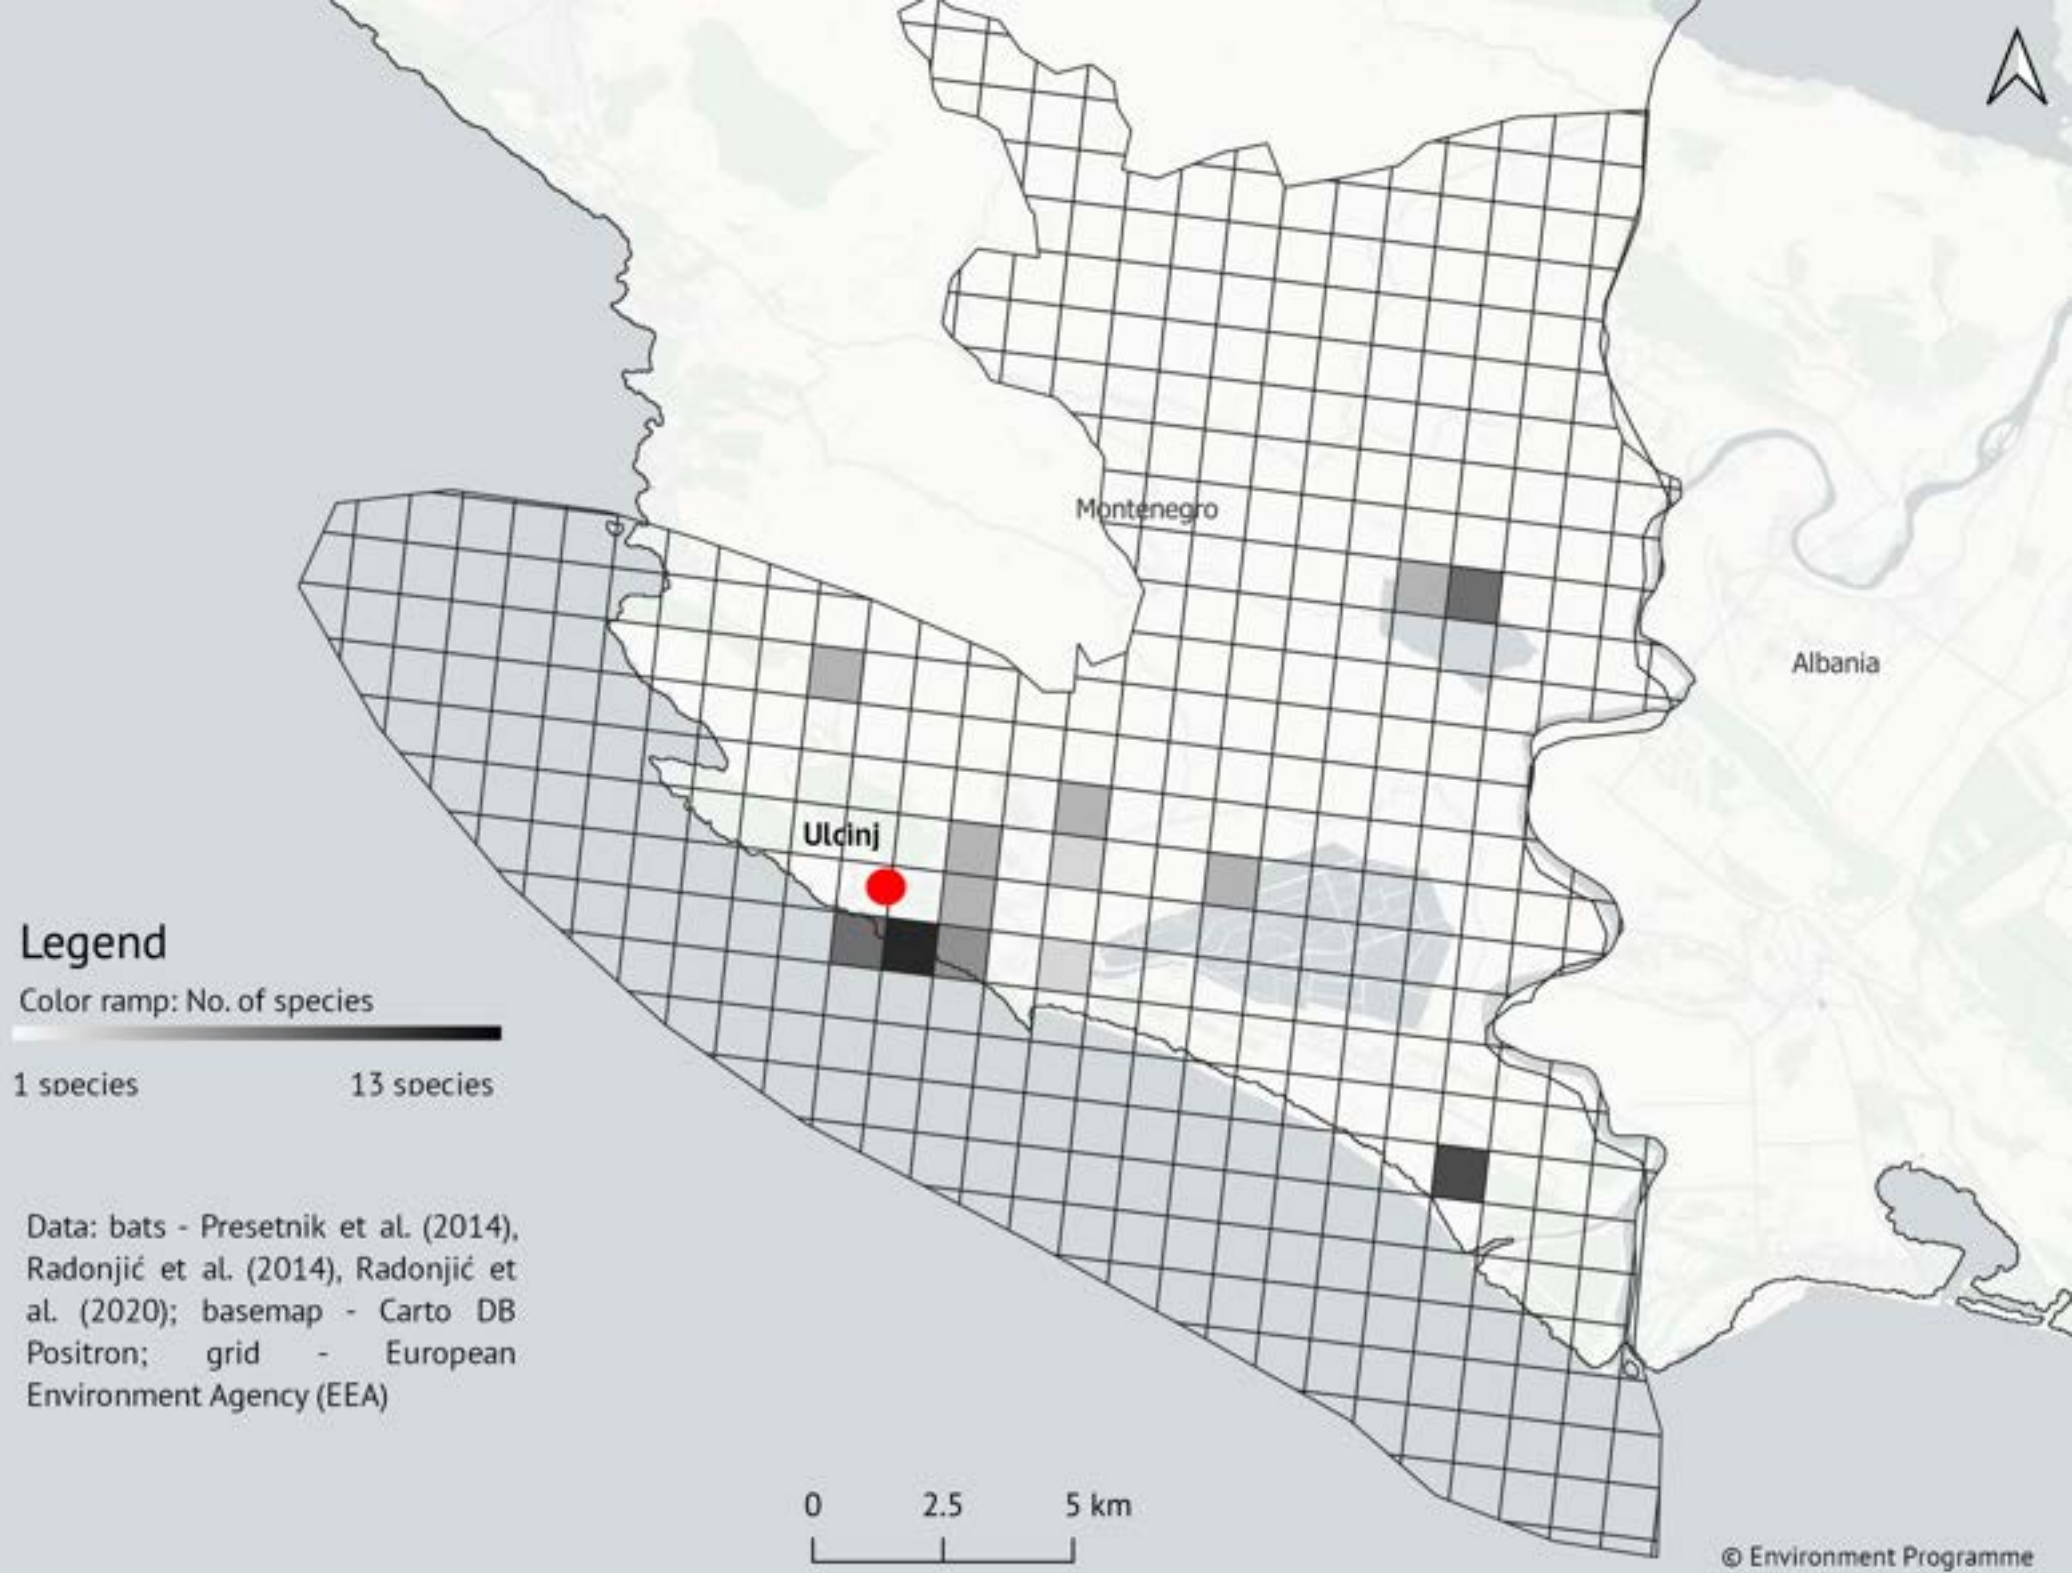 Montenegro
Albania
Ulcinj
Legend
Color ramp: No. of species
1 species 13 species
Data: bats - Presetnik et al. (2014),
Radonjić et al. (2014), Radonjić et
al. (2020); basemap - Carto DB
Positron; grid - European
Environment Agency (EEA)
0 2.5 5 km
© Environment Programme